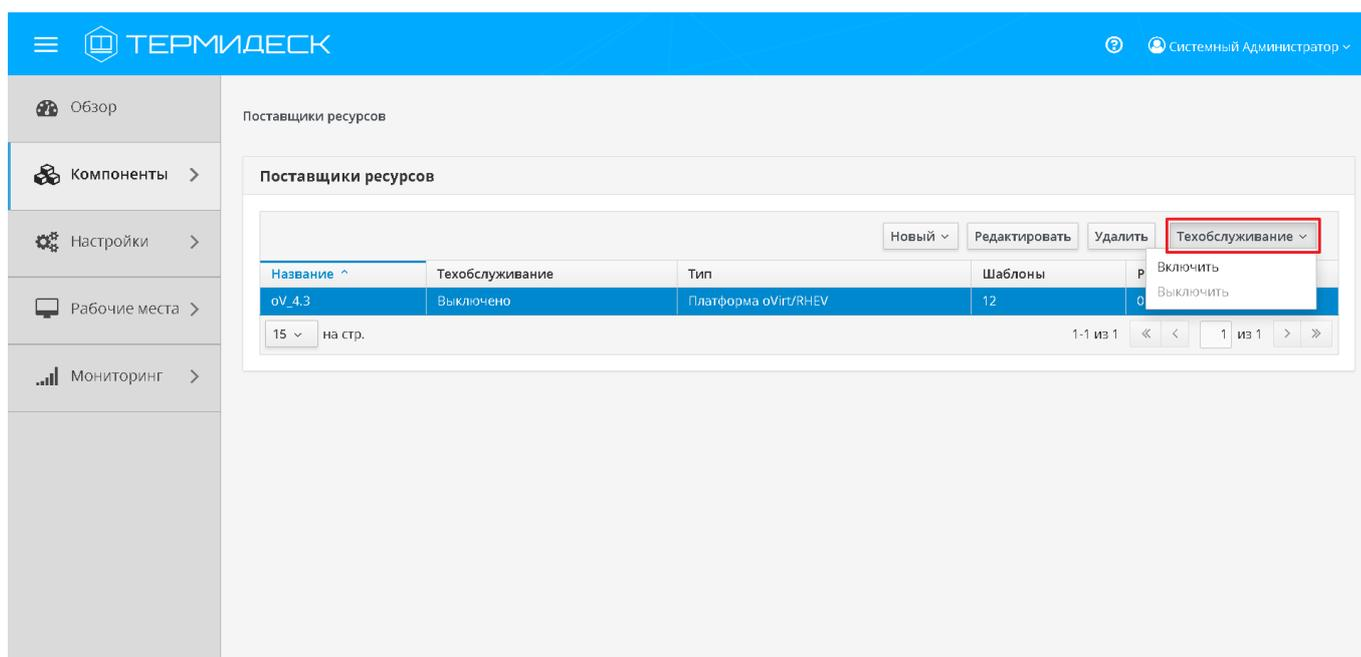 ТЕРМИДЕСК
Системный Администратор
Обзор
Компоненты
Настройки
Рабочие места
Мониторинг
Поставщики ресурсов
Поставщики ресурсов
Новый Редактировать Удалить Техобслуживание
Включить
Выключить
Название Техобслуживание Тип Шаблоны
oV_4.3 Выключено Платформа oVirt/RHEV 12 0
15 на стр. 1-1 из 1 1 из 1